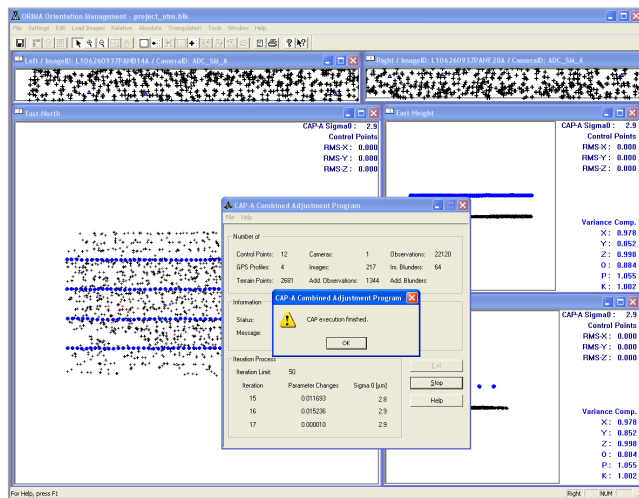 ORIMA Orientation Management - project_utm.blk
File Settings Edit Load Images Relative Absolute Triangulation Tools Window Help
Left / ImageID: L106260937PANB14A / CameraID: ADC_SM_A
Right / ImageID: L106260937PANF28A / CameraID: ADC_SM_A
East-North
CAP-A Sigma0 : 2.9
Control Points
RMS-X : 0.000
RMS-Y : 0.000
RMS-Z : 0.000
East-Height
CAP-A Sigma0 : 2.9
Control Points
RMS-X : 0.000
RMS-Y : 0.000
RMS-Z : 0.000
Variance Comp.
X : 0.978
Y : 0.852
Z : 0.998
O : 0.884
P : 1.055
K : 1.002
CAP-A Combined Adjustment Program
File Help
Number of
Control Points: 12 Cameras: 1 Observations: 22120
GPS Profiles: 4 Images: 217 Im. Blunders: 64
Terrain Points: 2681 Add. Observations: 1344 Add. Blunders:
Information
Status:
Message:
CAP-A Combined Adjustment Program
CAP execution finished.
OK
Iteration Process
Iteration Limit 50
Iteration Parameter Changes Sigma 0 [µm]
15 0.011693 2.8
16 0.015236 2.9
17 0.000010 2.9
Exit
Stop
Help
CAP-A Sigma0 : 2.9
Control Points
RMS-X : 0.000
RMS-Y : 0.000
RMS-Z : 0.000
Variance Comp.
X : 0.978
Y : 0.852
Z : 0.998
O : 0.884
P : 1.055
K : 1.002
For Help, press F1
Right NUM